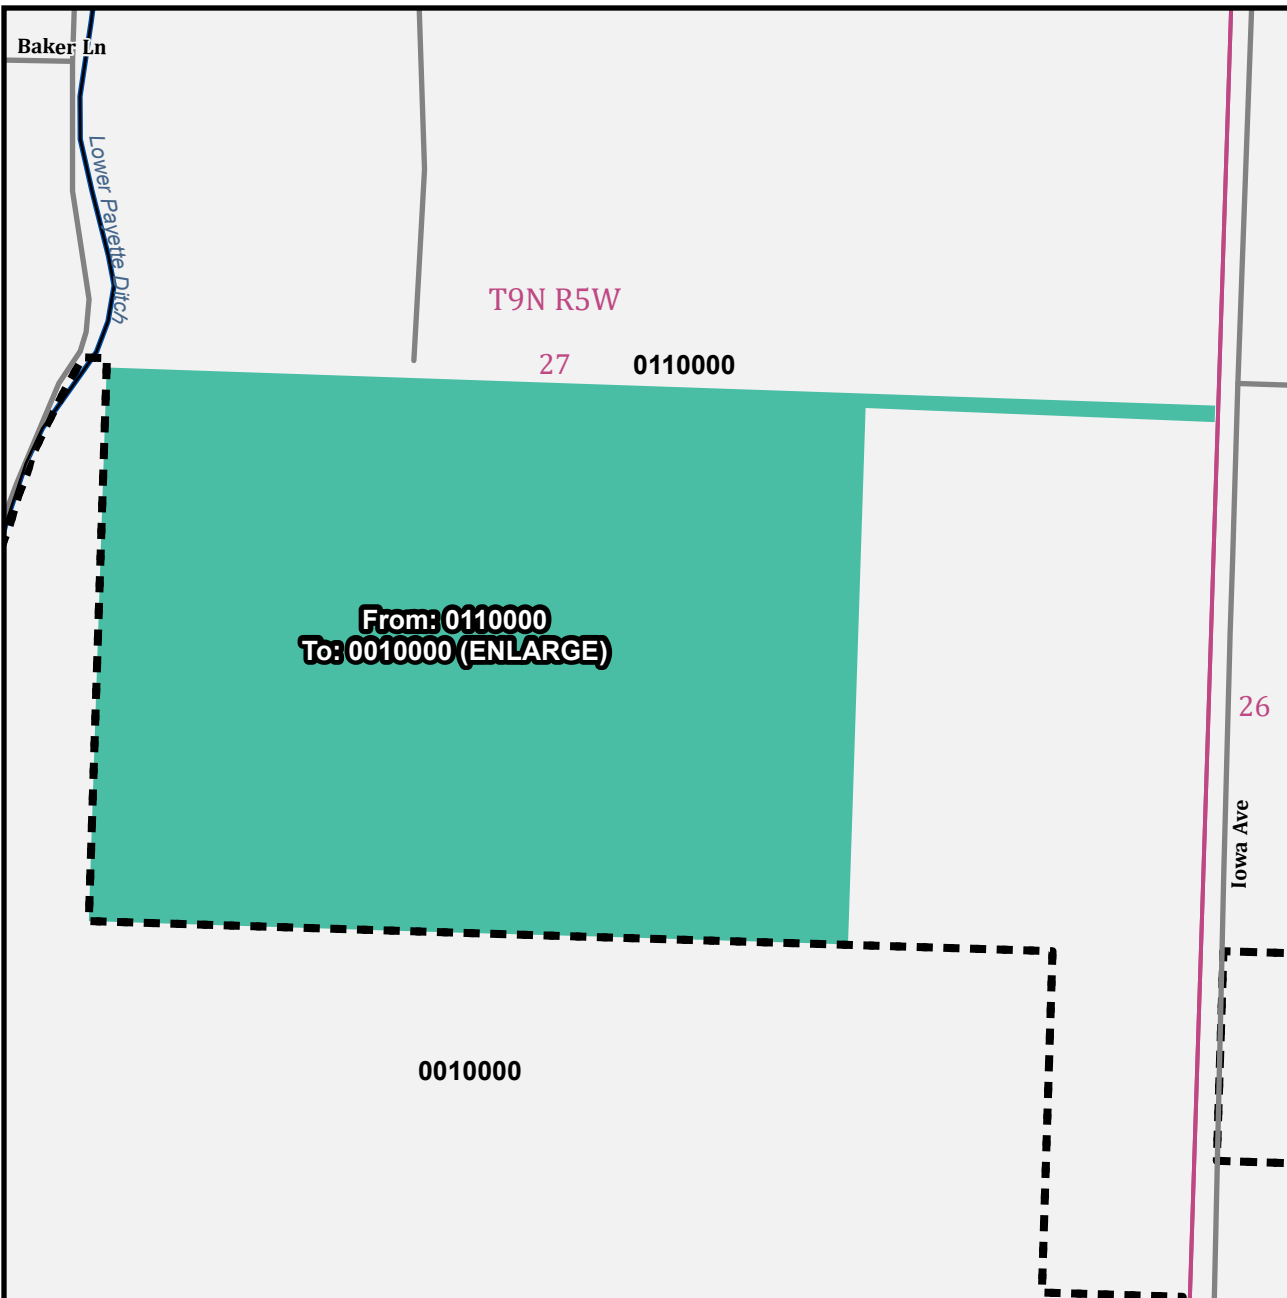 Baker Ln
Lower Payette Ditch
T9N R5W
27
0110000
From: 0110000
To: 0010000 (ENLARGE)
26
Iowa Ave
0010000